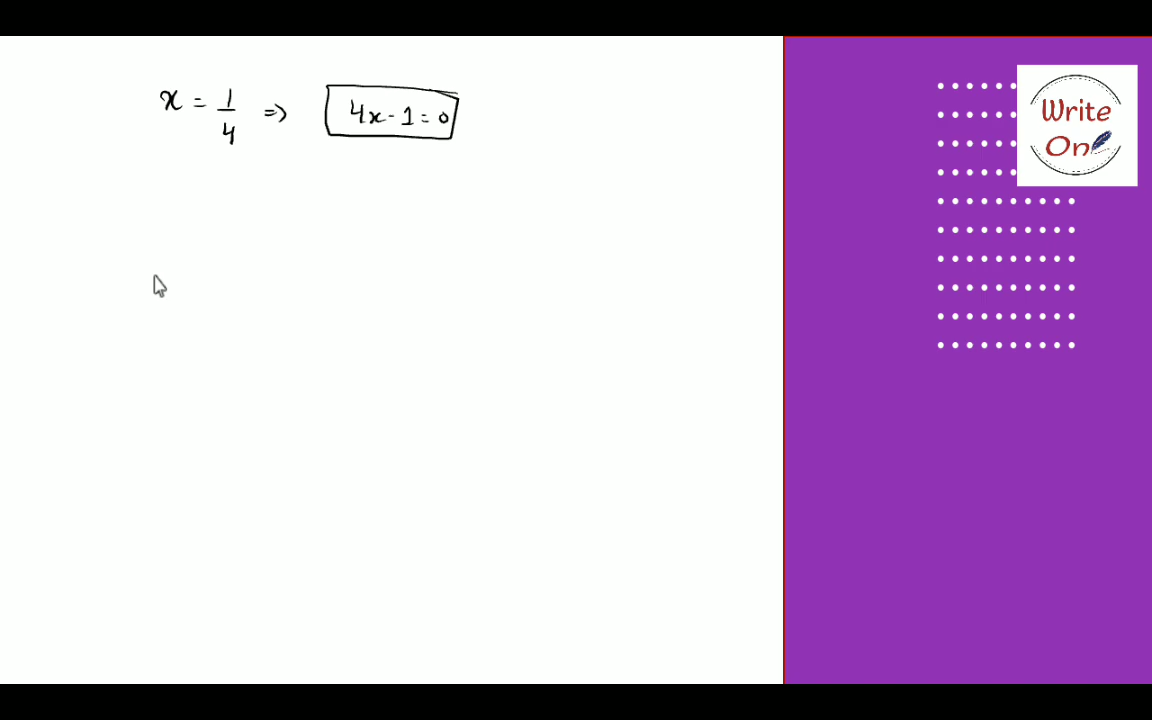 x = 1/4 => 4x - 1 = 0
Write
On